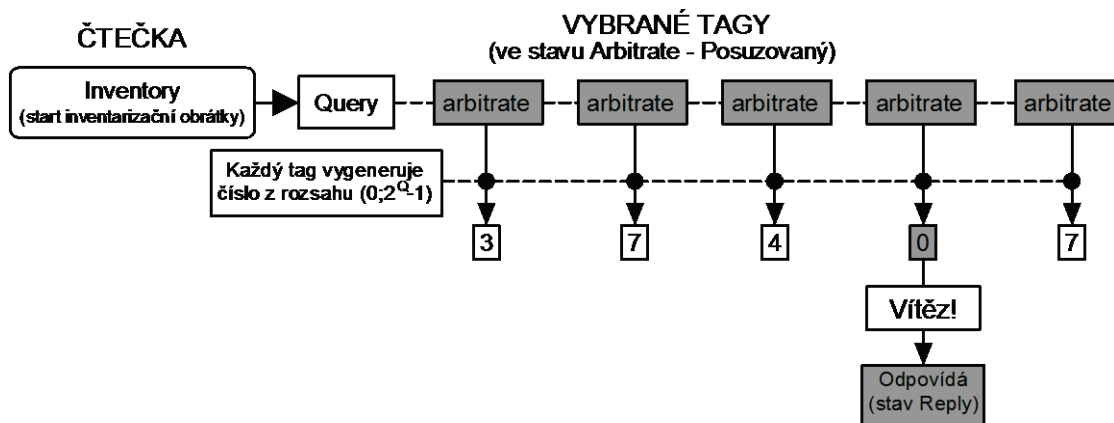 ČTEČKA
VYBRANÉ TAGY
(ve stavu Arbitrate - Posuzovaný)
Inventory
(start inventarizační obrátky)
Query
arbitrate
arbitrate
arbitrate
arbitrate
arbitrate
Každý tag vygeneruje
číslo z rozsahu (0;2^Q-1)
3
7
4
0
7
Vítěz!
Odpovídá
(stav Reply)